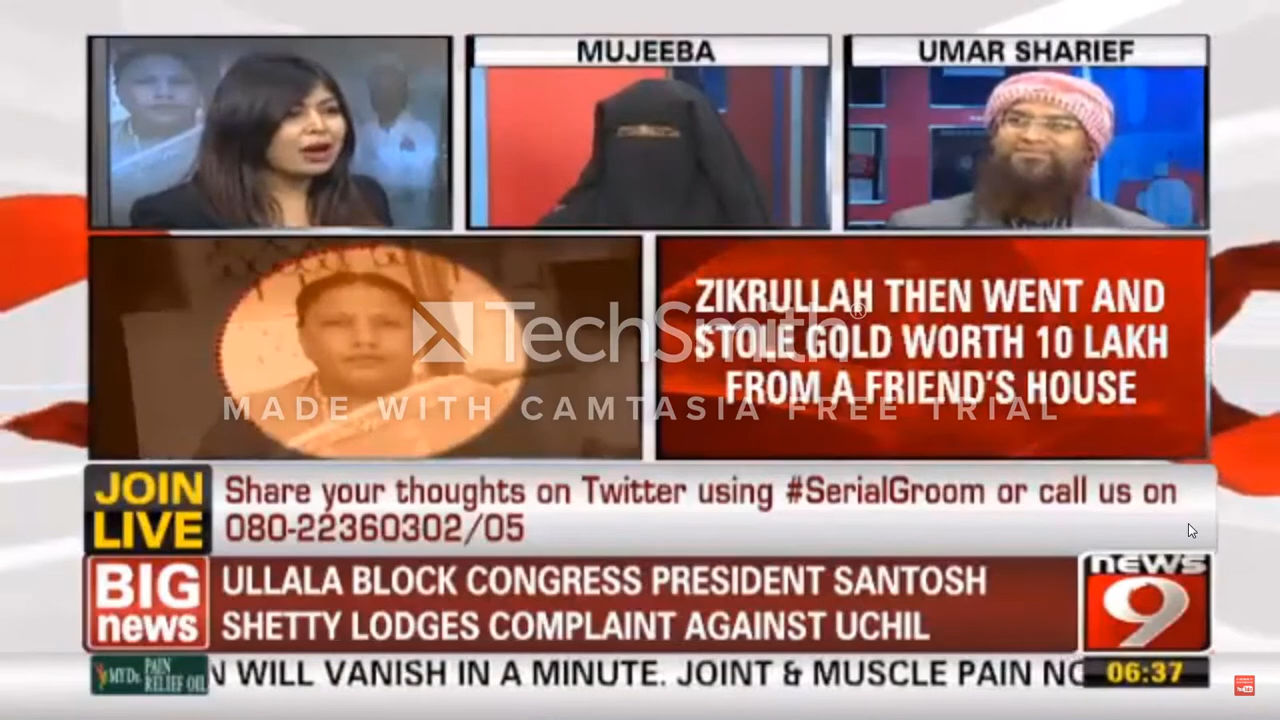 MUJEEBA
UMAR SHARIEF
ZIKRULLAH THEN WENT AND
STOLE GOLD WORTH 10 LAKH
FROM A FRIEND'S HOUSE
TechSmith®
MADE WITH CAMTASIA FREE TRIAL
JOIN
LIVE
Share your thoughts on Twitter using #SerialGroom or call us on
080-22360302/05
BIG
news
ULLALA BLOCK CONGRESS PRESIDENT SANTOSH
SHETTY LODGES COMPLAINT AGAINST UCHIL
NEWS
9
PAIN
RELIEF OIL
N WILL VANISH IN A MINUTE. JOINT & MUSCLE PAIN NO
06:37